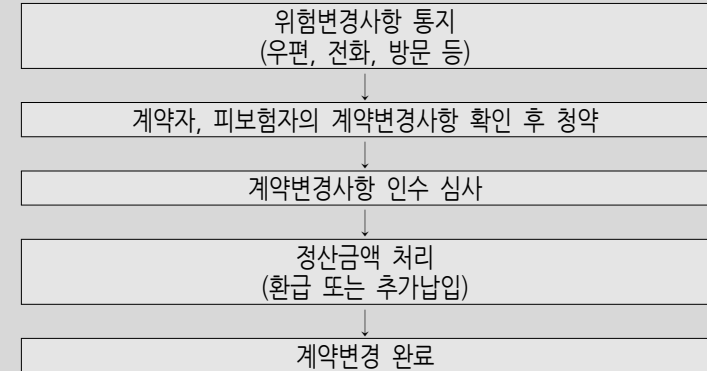 위험변경사항 통지
(우편, 전화, 방문 등)
계약자, 피보험자의 계약변경사항 확인 후 청약
계약변경사항 인수 심사
정산금액 처리
(환급 또는 추가납입)
계약변경 완료